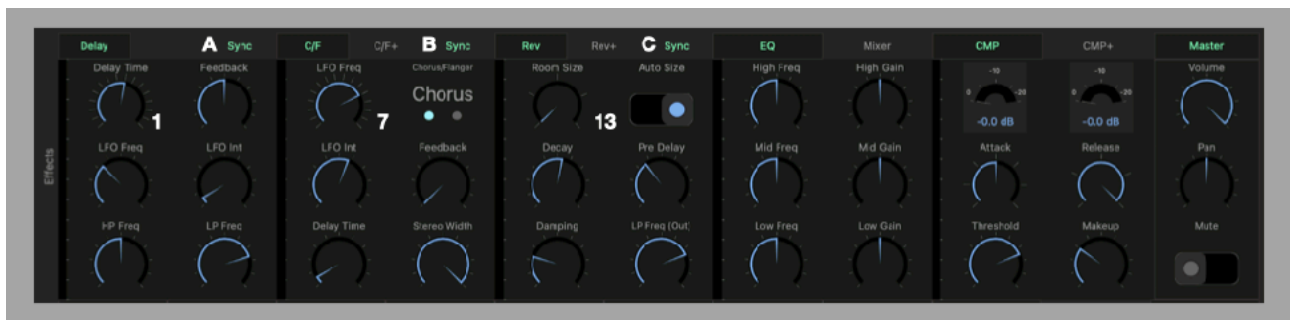 Delay A Sync C/F C/F+ B Sync Rev Rev+ C Sync EQ Mixer CMP CMP+ Master
Delay Time Feedback LFO Freq Chorus/Flanger Room Size Auto Size High Freq High Gain -10 -10 Volume
Chorus
0 -20 0 -20
1 7 13 -0.0 dB -0.0 dB
LFO Freq LFO Int LFO Int Feedback Decay Pre Delay Mid Freq Mid Gain Attack Release Pan
Effects
HP Freq LP Freq Delay Time Stereo Width Damping LP Freq (Out) Low Freq Low Gain Threshold Makeup Mute